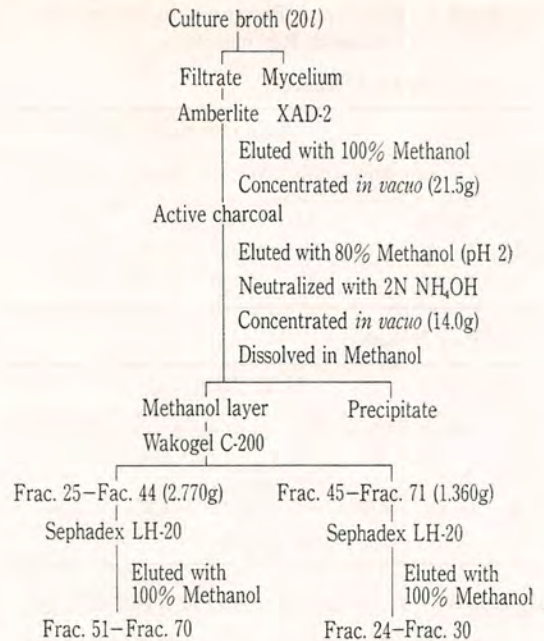 Culture broth (20l)
Filtrate Mycelium
Amberlite XAD-2
Eluted with 100% Methanol
Concentrated in vacuo (21.5g)
Active charcoal
Eluted with 80% Methanol (pH 2)
Neutralized with 2N NH4OH
Concentrated in vacuo (14.0g)
Dissolved in Methanol
Methanol layer Precipitate
Wakogel C-200
Frac. 25−Fac. 44 (2.770g) Frac. 45−Frac. 71 (1.360g)
Sephadex LH-20 Sephadex LH-20
Eluted with Eluted with
100% Methanol 100% Methanol
Frac. 51−Frac. 70 Frac. 24−Frac. 30